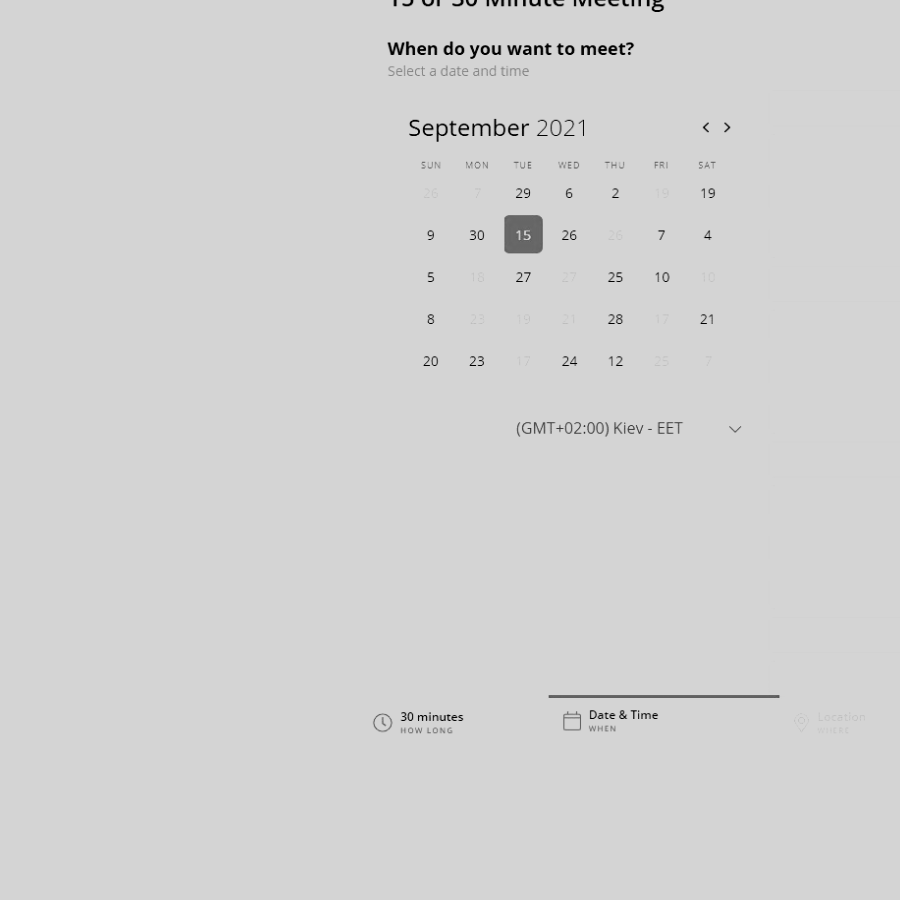 15 or 30 Minute Meeting
When do you want to meet?
Select a date and time
September 2021
SUN MON TUE WED THU FRI SAT
26 7 29 6 2 19 19
9 30 15 26 26 7 4
5 18 27 27 25 10 10
8 23 19 21 28 17 21
20 23 17 24 12 25 7
(GMT+02:00) Kiev - EET
30 minutes
HOW LONG
Date & Time
WHEN
Location
WHERE